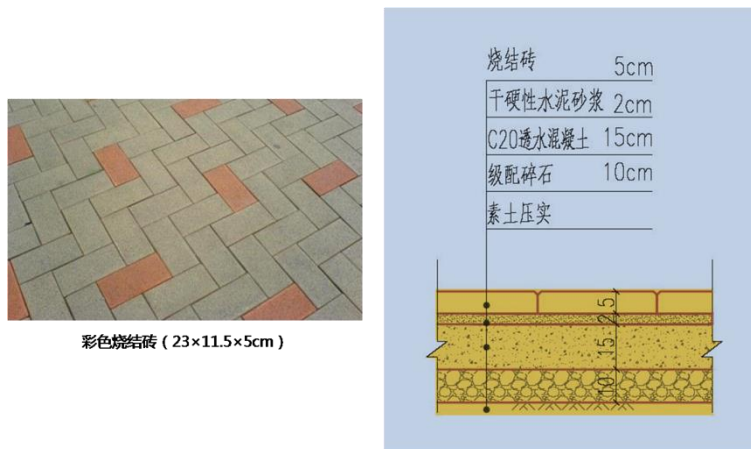 彩色烧结砖（23×11.5×5cm）
烧结砖 5cm
干硬性水泥砂浆 2cm
C20透水混凝土 15cm
级配碎石 10cm
素土压实
5
2
15
10